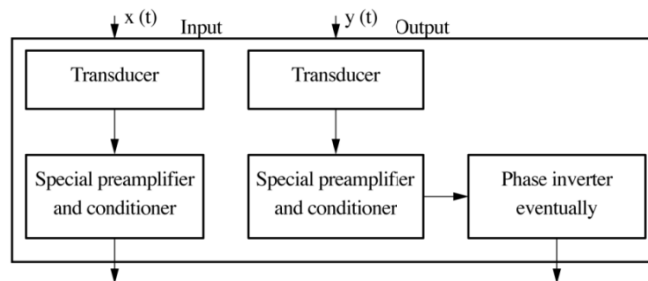 x (t) Input y (t) Output
Transducer Transducer
Special preamplifier Special preamplifier Phase inverter
and conditioner and conditioner eventually